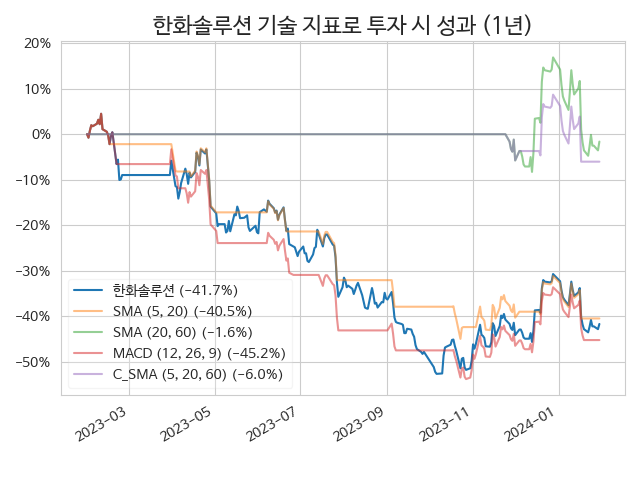 한화솔루션 기술 지표로 투자 시 성과 (1년)
20%
10%
0%
−10%
−20%
−30%
−40%
−50%
한화솔루션 (−41.7%)
SMA (5, 20) (−40.5%)
SMA (20, 60) (−1.6%)
MACD (12, 26, 9) (−45.2%)
C_SMA (5, 20, 60) (−6.0%)
2023−03
2023−05
2023−07
2023−09
2023−11
2024−01